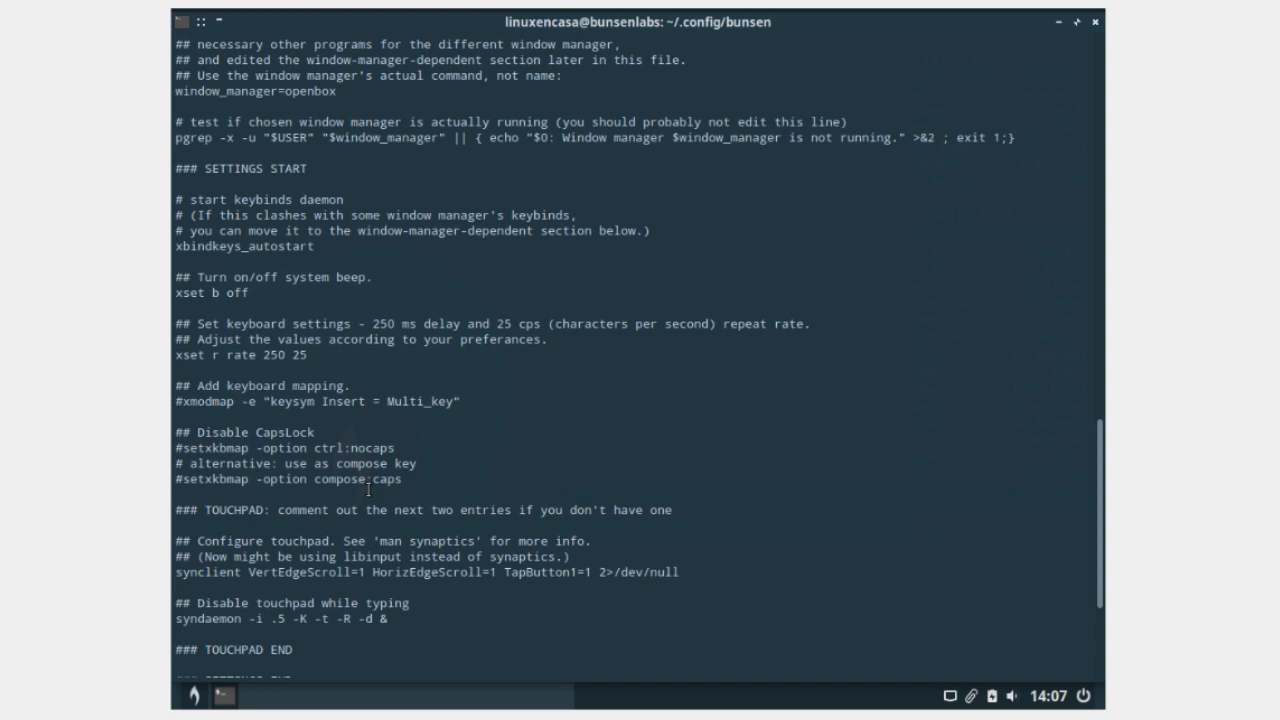 linuxencasa@bunsenlabs: ~/.config/bunsen
## necessary other programs for the different window manager,
## and edited the window-manager-dependent section later in this file.
## Use the window manager's actual command, not name:
window_manager=openbox
# test if chosen window manager is actually running (you should probably not edit this line)
pgrep -x -u "$USER" "$window_manager" || { echo "$0: Window manager $window_manager is not running." >&2 ; exit 1;}
### SETTINGS START
# start keybinds daemon
# (If this clashes with some window manager's keybinds,
# you can move it to the window-manager-dependent section below.)
xbindkeys_autostart
## Turn on/off system beep.
xset b off
## Set keyboard settings - 250 ms delay and 25 cps (characters per second) repeat rate.
## Adjust the values according to your preferances.
xset r rate 250 25
## Add keyboard mapping.
#xmodmap -e "keysym Insert = Multi_key"
## Disable CapsLock
#setxkbmap -option ctrl:nocaps
# alternative: use as compose key
#setxkbmap -option compose:caps
### TOUCHPAD: comment out the next two entries if you don't have one
## Configure touchpad. See 'man synaptics' for more info.
## (Now might be using libinput instead of synaptics.)
synclient VertEdgeScroll=1 HorizEdgeScroll=1 TapButton1=1 2>/dev/null
## Disable touchpad while typing
syndaemon -i .5 -K -t -R -d &
### TOUCHPAD END
14:07